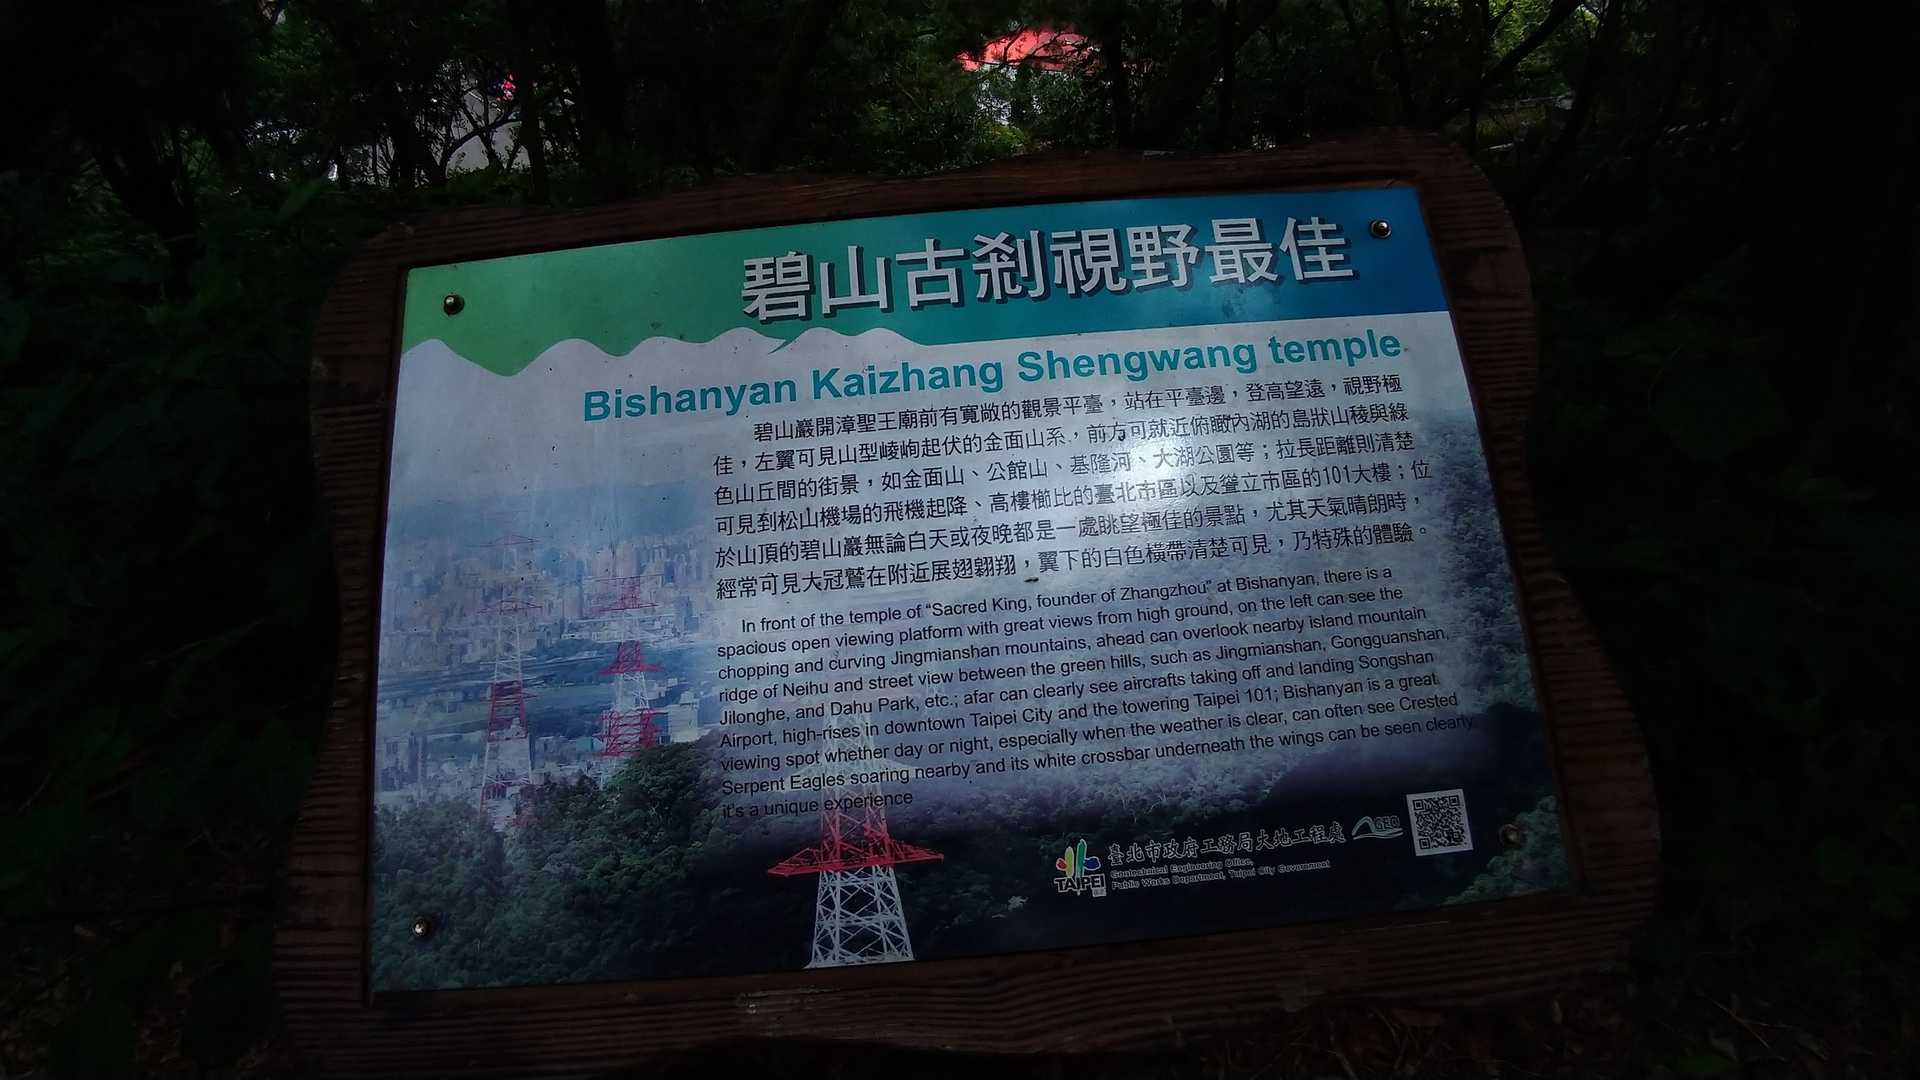 碧山古剎視野最佳
Bishanyan Kaizhang Shengwang temple
碧山巖開漳聖王廟前有寬敞的觀景平臺，站在平臺邊，登高望遠，視野極
佳，左翼可見山型崚峋起伏的金面山系，前方可就近俯瞰內湖的島狀山稜與綠
色山丘間的街景，如金面山、公館山、基隆河、大湖公園等；拉長距離則清楚
可見到松山機場的飛機起降、高樓櫛比的臺北市區以及聳立市區的101大樓；位
於山頂的碧山巖無論白天或夜晚都是一處眺望極佳的景點，尤其天氣晴朗時，
經常可見大冠鷲在附近展翅翱翔，翼下的白色橫帶清楚可見，乃特殊的體驗。
In front of the temple of “Sacred King, founder of Zhangzhou” at Bishanyan, there is a
spacious open viewing platform with great views from high ground, on the left can see the
chopping and curving Jingmianshan mountains, ahead can overlook nearby island mountain
ridge of Neihu and street view between the green hills, such as Jingmianshan, Gongguanshan,
Jilonghe, and Dahu Park, etc.; afar can clearly see aircrafts taking off and landing Songshan
Airport, high-rises in downtown Taipei City and the towering Taipei 101; Bishanyan is a great
viewing spot whether day or night, especially when the weather is clear, can often see Crested
Serpent Eagles soaring nearby and its white crossbar underneath the wings can be seen clearly.
it's a unique experience
TAIPEI
臺北市政府工務局大地工程處
Geotechnical Engineering Office,
Public Works Department, Taipei City Government
GEO